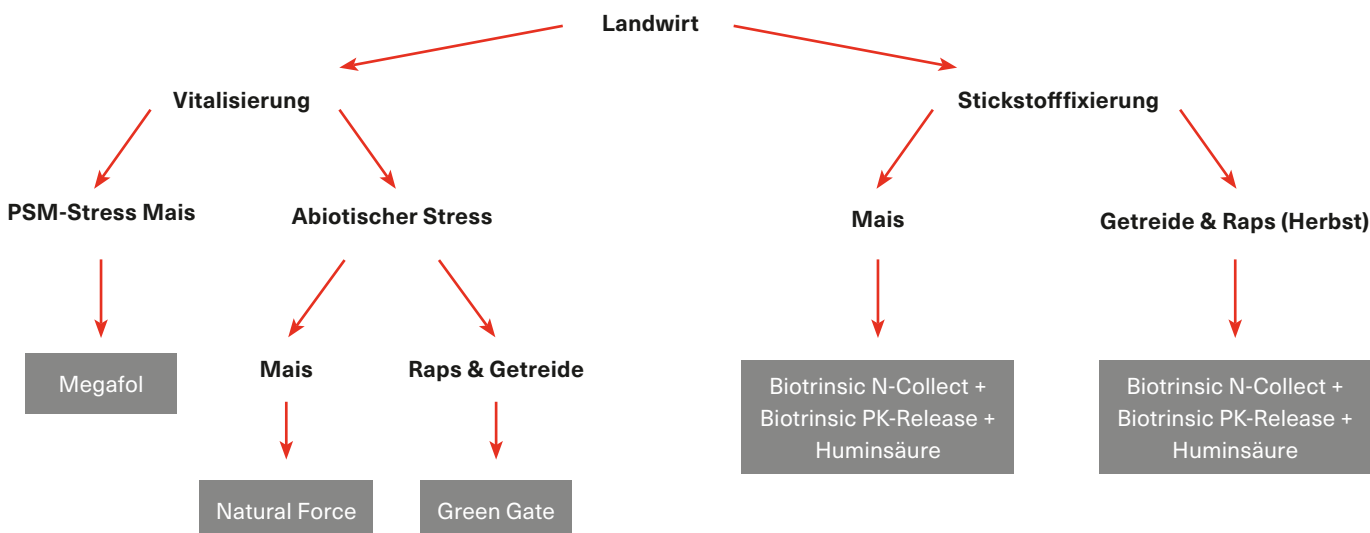 Landwirt
Vitalisierung
Stickstofffixierung
PSM-Stress Mais
Abiotischer Stress
Mais
Getreide & Raps (Herbst)
Megafol
Mais
Raps & Getreide
Biotrinsic N-Collect +
Biotrinsic PK-Release +
Huminsäure
Biotrinsic N-Collect +
Biotrinsic PK-Release +
Huminsäure
Natural Force
Green Gate